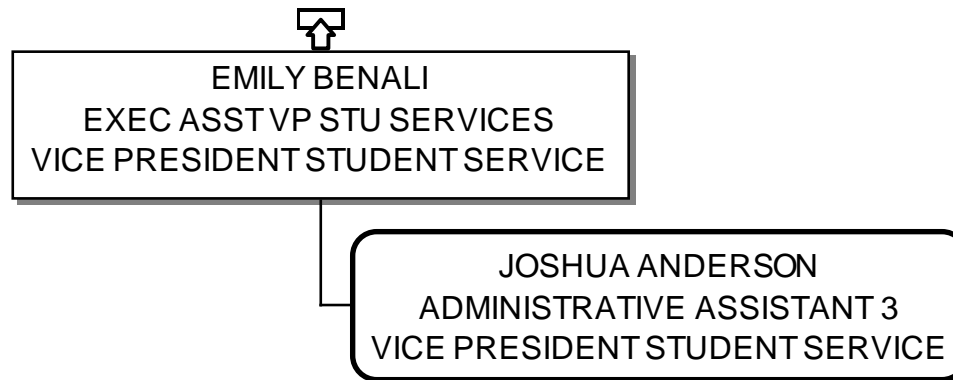 EMILY BENALI
EXEC ASST VP STU SERVICES
VICE PRESIDENT STUDENT SERVICE
JOSHUA ANDERSON
ADMINISTRATIVE ASSISTANT 3
VICE PRESIDENT STUDENT SERVICE